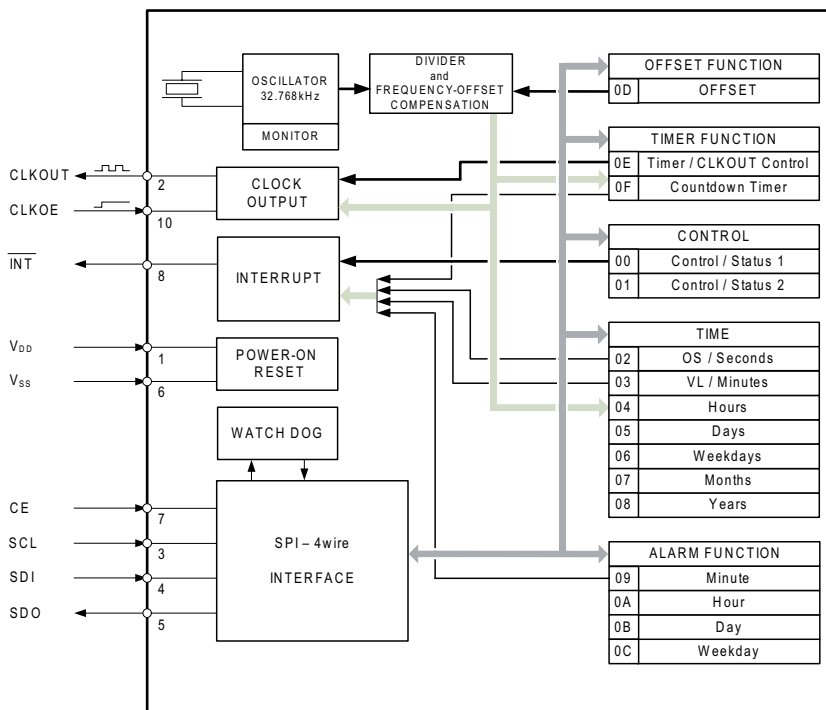 OSCILLATOR
32.768kHz
MONITOR
DIVIDER
and
FREQUENCY-OFFSET
COMPENSATION
OFFSET FUNCTION
0D OFFSET
TIMER FUNCTION
0E Timer / CLKOUT Control
0F Countdown Timer
CONTROL
00 Control / Status 1
01 Control / Status 2
TIME
02 OS / Seconds
03 VL / Minutes
04 Hours
05 Days
06 Weekdays
07 Months
08 Years
ALARM FUNCTION
09 Minute
0A Hour
0B Day
0C Weekday
CLKOUT
2
CLKOE
10
CLOCK
OUTPUT
INT
8
INTERRUPT
VDD
1
VSS
6
POWER-ON
RESET
WATCH DOG
CE
7
SCL
3
SDI
4
SDO
5
SPI – 4wire
INTERFACE